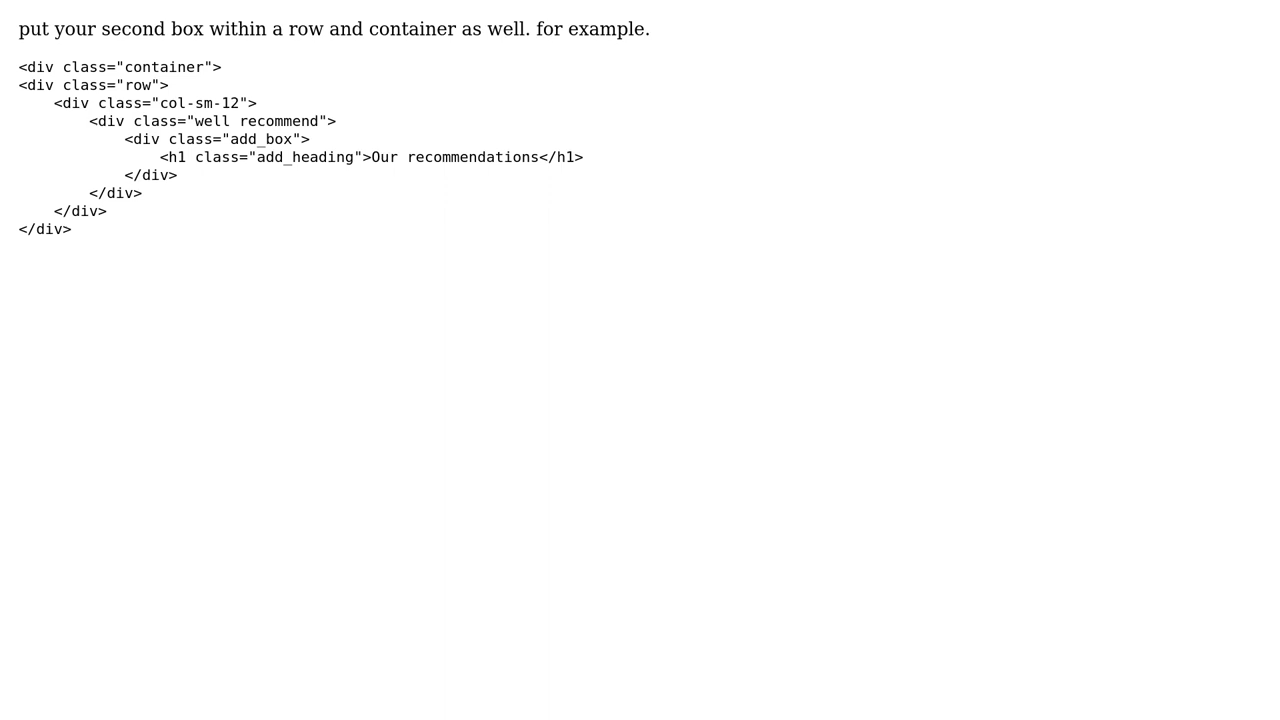 put your second box within a row and container as well. for example.
<div class="container">
<div class="row">
    <div class="col-sm-12">
        <div class="well recommend">
            <div class="add_box">
                <h1 class="add_heading">Our recommendations</h1>
            </div>
        </div>
    </div>
</div>